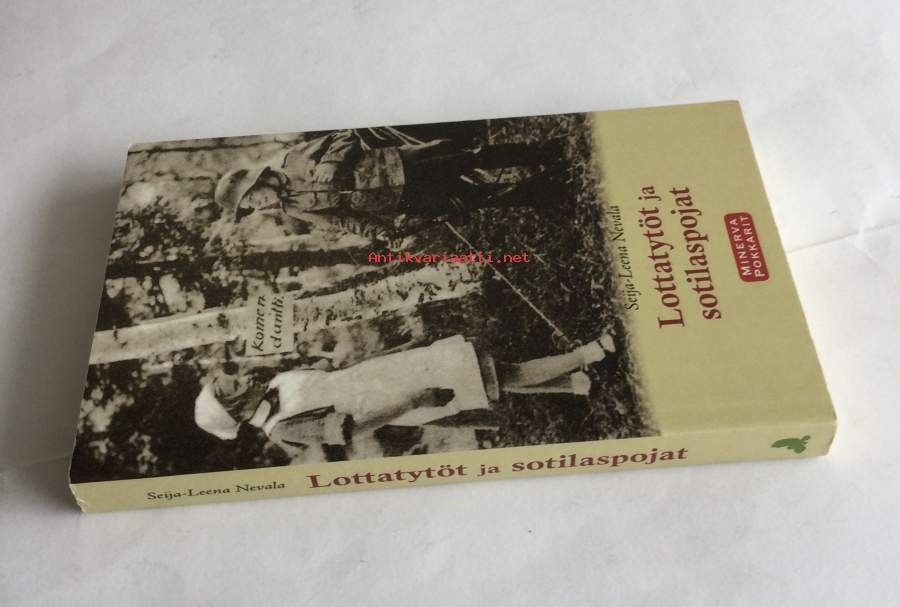 Antikvariaatti.net
Komen.
dantti.
Seija-Leena Nevala
Lottatytöt ja
sotilaspojat
MINERVA
POKKARIT
Seija-Leena Nevala Lottatytöt ja sotilaspojat